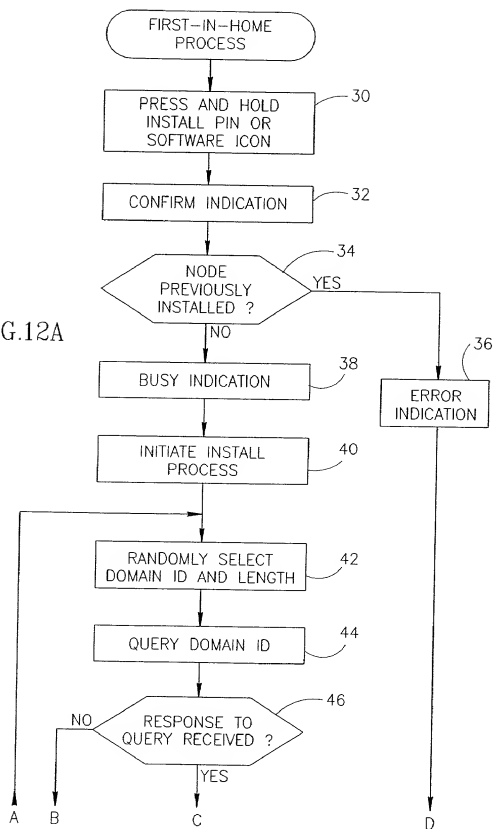 FIRST-IN-HOME
PROCESS
PRESS AND HOLD
INSTALL PIN OR
SOFTWARE ICON
30
CONFIRM INDICATION
32
NODE
PREVIOUSLY
INSTALLED ?
34
YES
NO
G.12A
BUSY INDICATION
38
ERROR
INDICATION
36
INITIATE INSTALL
PROCESS
40
RANDOMLY SELECT
DOMAIN ID AND LENGTH
42
QUERY DOMAIN ID
44
RESPONSE TO
QUERY RECEIVED ?
46
NO
YES
A
B
C
D